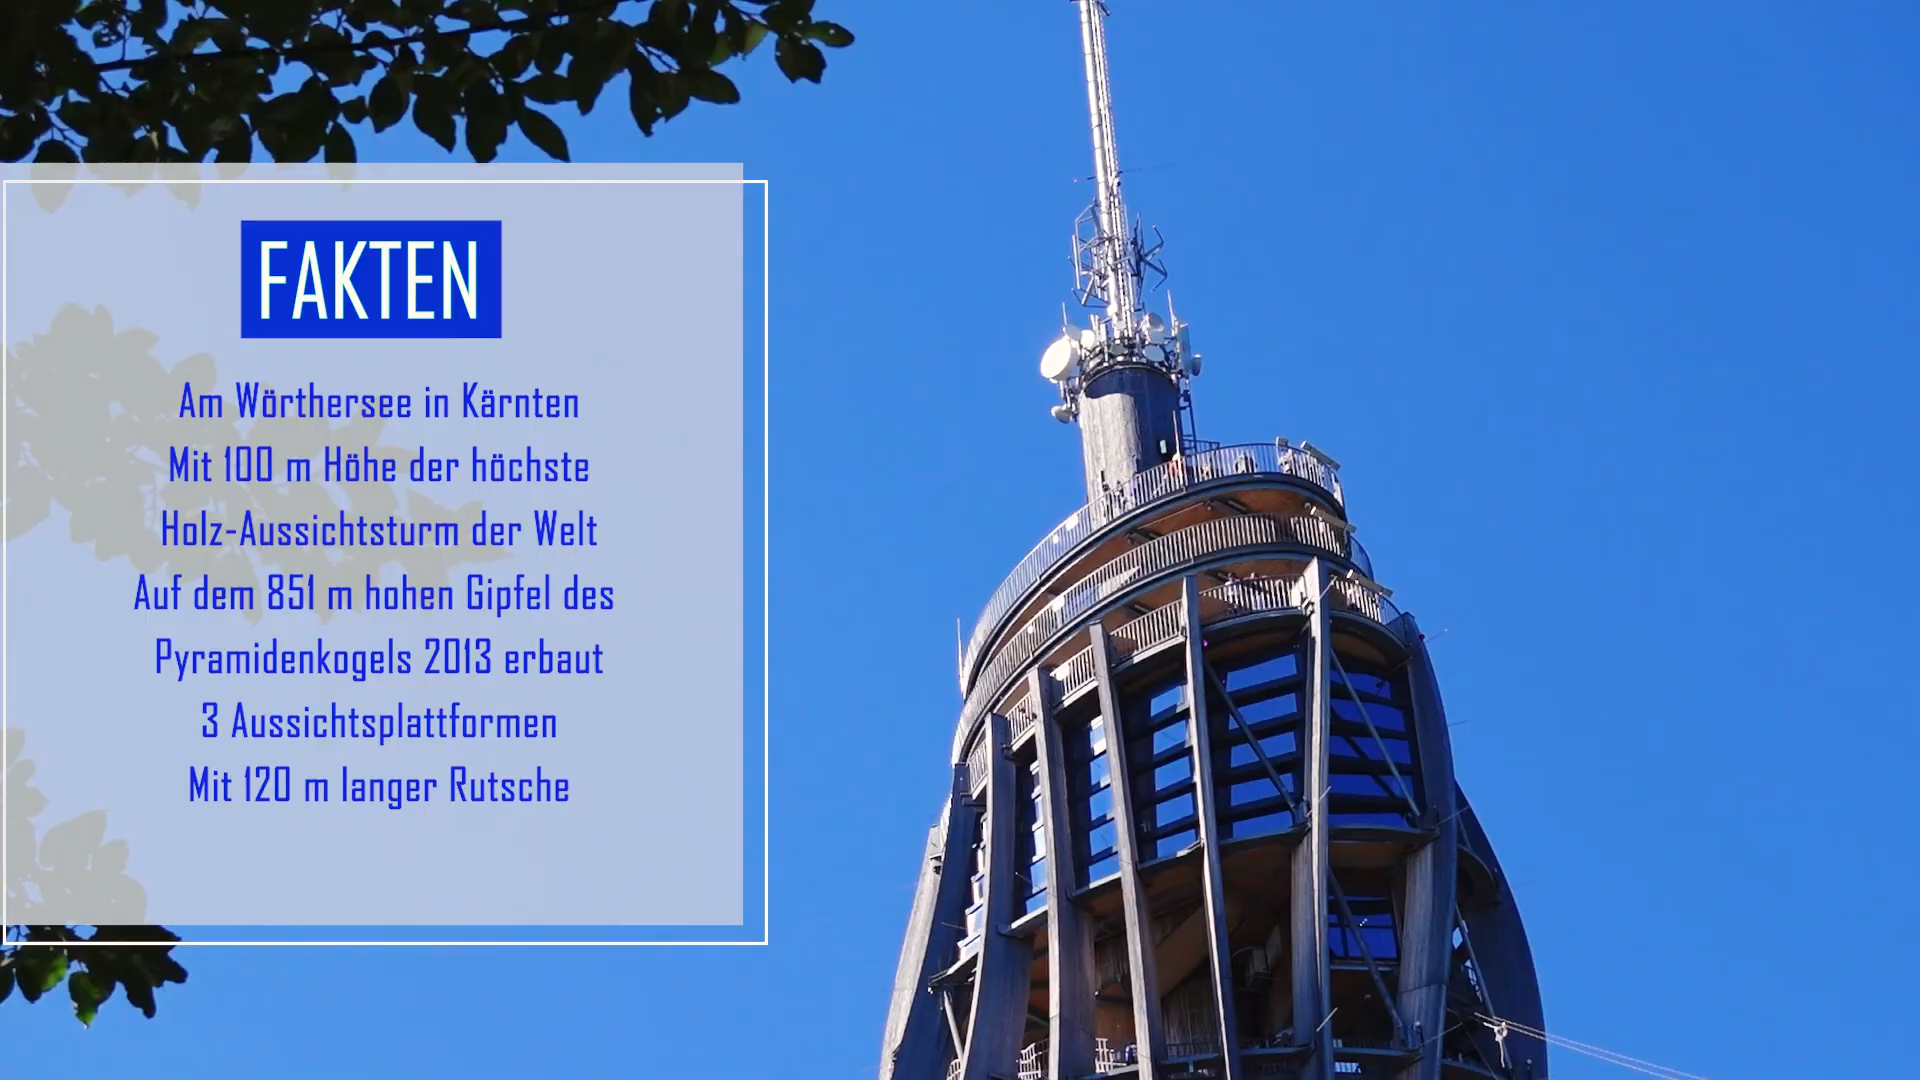 FAKTEN
Am Wörthersee in Kärnten
Mit 100 m Höhe der höchste
Holz-Aussichtsturm der Welt
Auf dem 851 m hohen Gipfel des
Pyramidenkogels 2013 erbaut
3 Aussichtsplattformen
Mit 120 m langer Rutsche